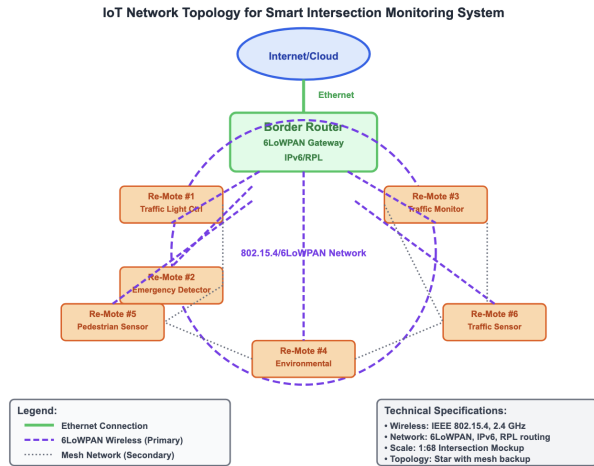 IoT Network Topology for Smart Intersection Monitoring System
Internet/Cloud
Ethernet
Border Router
6LoWPAN Gateway
IPv6/RPL
Re-Mote #1
Traffic Light Ctrl
Re-Mote #3
Traffic Monitor
802.15.4/6LoWPAN Network
Re-Mote #2
Emergency Detector
Re-Mote #5
Pedestrian Sensor
Re-Mote #6
Traffic Sensor
Re-Mote #4
Environmental
Legend:
Ethernet Connection
6LoWPAN Wireless (Primary)
Mesh Network (Secondary)
Technical Specifications:
• Wireless: IEEE 802.15.4, 2.4 GHz
• Network: 6LoWPAN, IPv6, RPL routing
• Scale: 1:68 Intersection Mockup
• Topology: Star with mesh backup